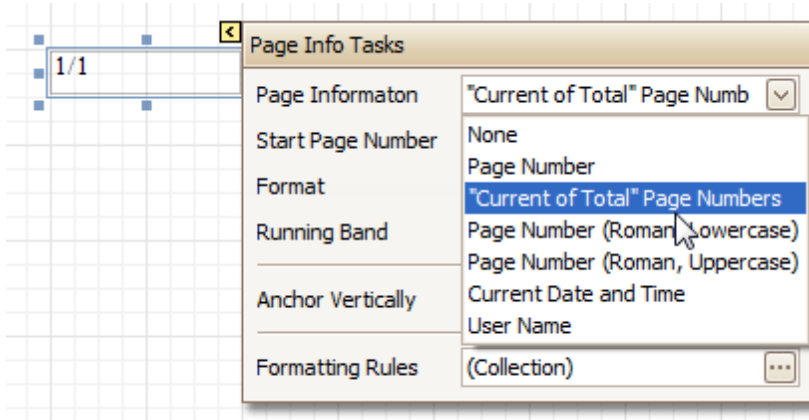 Page Info Tasks
1/1
Page Informaton "Current of Total" Page Numb
Start Page Number
None
Page Number
Format
"Current of Total" Page Numbers
Running Band
Page Number (Roman, Lowercase)
Page Number (Roman, Uppercase)
Anchor Vertically
Current Date and Time
User Name
Formatting Rules (Collection)